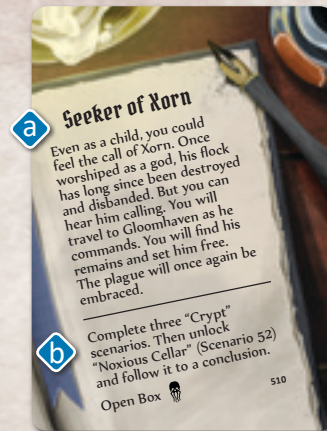 a
Seeker of Xorn
Even as a child, you could
feel the call of Xorn. Once
worshiped as a god, his flock
has long since been destroyed
and disbanded. But you can
hear him calling. You will
travel to Gloomhaven as he
commands. You will find his
remains and set him free.
The plague will once again be
embraced.
b
Complete three “Crypt”
scenarios. Then unlock
“Noxious Cellar” (Scenario 52)
and follow it to a conclusion.
Open Box
510